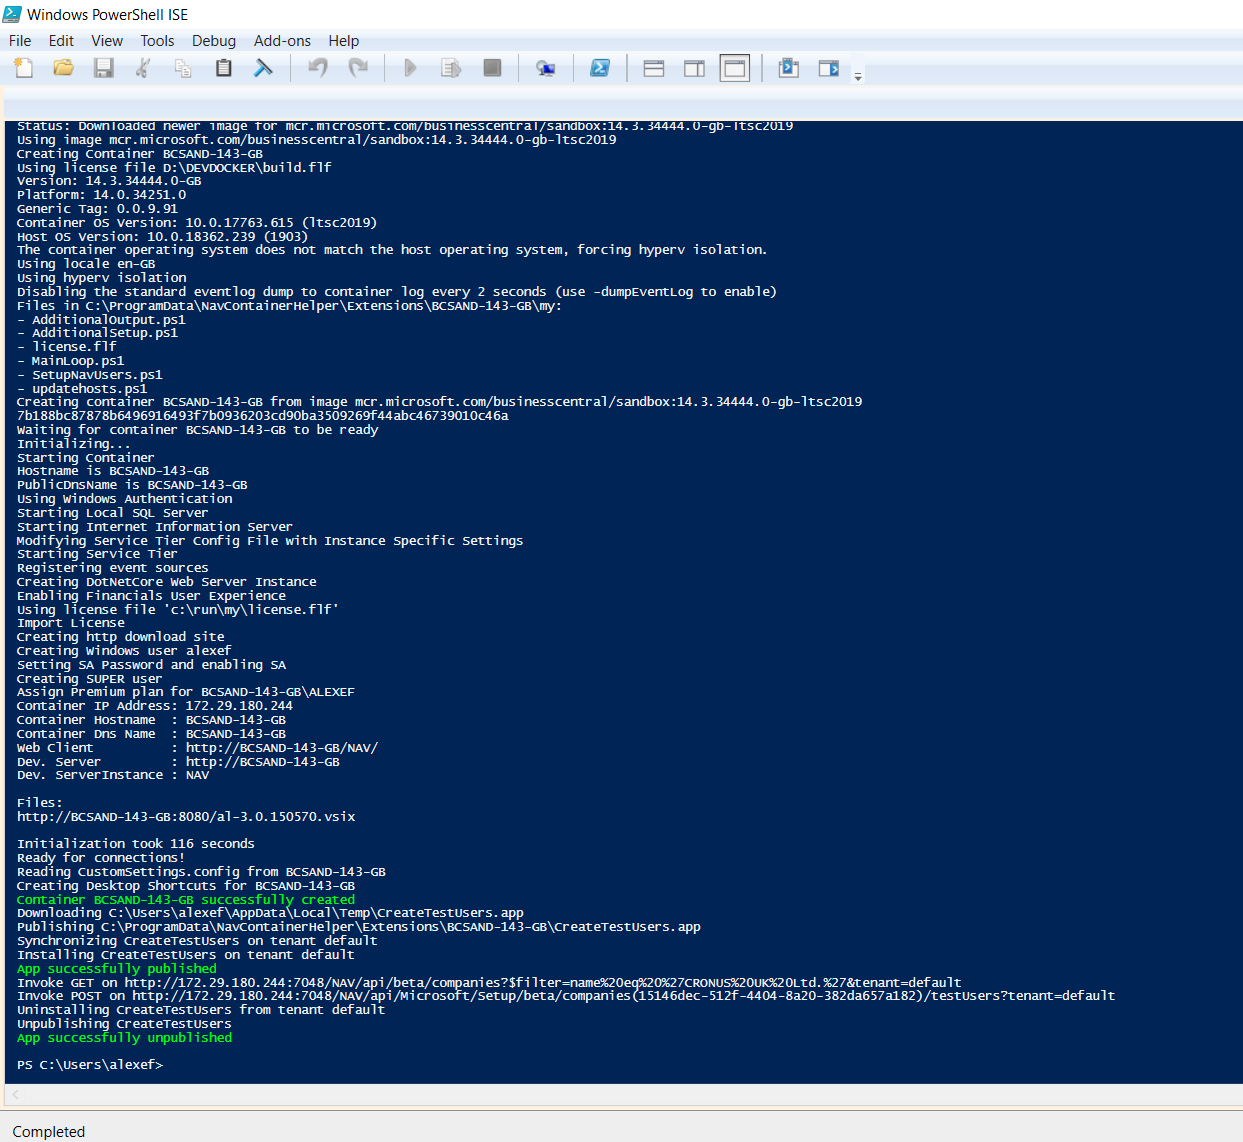 Windows PowerShell ISE
File Edit View Tools Debug Add-ons Help
Status: Downloaded newer image for mcr.microsoft.com/businesscentral/sandbox:14.3.34444.0-gb-ltsc2019
Using image mcr.microsoft.com/businesscentral/sandbox:14.3.34444.0-gb-ltsc2019
Creating Container BCSAND-143-GB
Using license file D:\DEVDOCKER\build.flf
Version: 14.3.34444.0-GB
Platform: 14.0.34251.0
Generic Tag: 0.0.9.91
Container OS Version: 10.0.17763.615 (ltsc2019)
Host OS Version: 10.0.18362.239 (1903)
The container operating system does not match the host operating system, forcing hyperv isolation.
Using locale en-GB
Using hyperv isolation
Disabling the standard eventlog dump to container log every 2 seconds (use -dumpEventLog to enable)
Files in C:\ProgramData\NavContainerHelper\Extensions\BCSAND-143-GB\my:
- AdditionalOutput.ps1
- AdditionalSetup.ps1
- license.flf
- MainLoop.ps1
- SetupNavUsers.ps1
- updatehosts.ps1
Creating container BCSAND-143-GB from image mcr.microsoft.com/businesscentral/sandbox:14.3.34444.0-gb-ltsc2019
7b188bc87878b6496916493f7b0936203cd90ba3509269f44abc46739010c46a
Waiting for container BCSAND-143-GB to be ready
Initializing...
Starting Container
Hostname is BCSAND-143-GB
PublicDnsName is BCSAND-143-GB
Using Windows Authentication
Starting Local SQL Server
Starting Internet Information Server
Modifying Service Tier Config File with Instance Specific Settings
Starting Service Tier
Registering event sources
Creating DotNetCore Web Server Instance
Enabling Financials User Experience
Using license file 'c:\run\my\license.flf'
Import License
Creating http download site
Creating Windows user alexef
Setting SA Password and enabling SA
Creating SUPER user
Assign Premium plan for BCSAND-143-GB\ALEXEF
Container IP Address: 172.29.180.244
Container Hostname  : BCSAND-143-GB
Container Dns Name  : BCSAND-143-GB
Web Client          : http://BCSAND-143-GB/NAV/
Dev. Server         : http://BCSAND-143-GB
Dev. ServerInstance : NAV
Files:
http://BCSAND-143-GB:8080/al-3.0.150570.vsix
Initialization took 116 seconds
Ready for connections!
Reading CustomSettings.config from BCSAND-143-GB
Creating Desktop Shortcuts for BCSAND-143-GB
Container BCSAND-143-GB successfully created
Downloading C:\Users\alexef\AppData\Local\Temp\CreateTestUsers.app
Publishing C:\ProgramData\NavContainerHelper\Extensions\BCSAND-143-GB\CreateTestUsers.app
Synchronizing CreateTestUsers on tenant default
Installing CreateTestUsers on tenant default
App successfully published
Invoke GET on http://172.29.180.244:7048/NAV/api/beta/companies?$filter=name%20eq%20%27CRONUS%20UK%20Ltd.%27&tenant=default
Invoke POST on http://172.29.180.244:7048/NAV/api/Microsoft/Setup/beta/companies(15146dec-512f-4404-8a20-382da657a182)/testUsers?tenant=default
Uninstalling CreateTestUsers from tenant default
Unpublishing CreateTestUsers
App successfully unpublished
PS C:\Users\alexef>
Completed